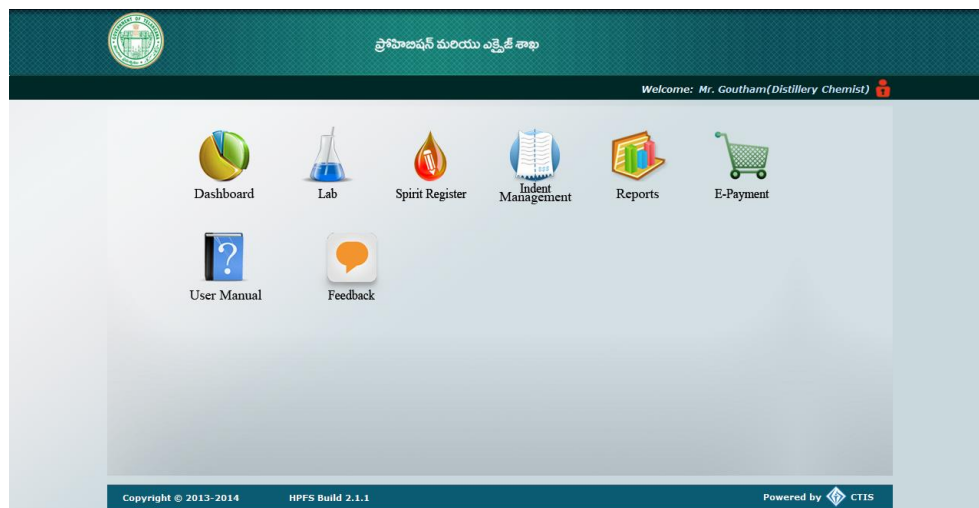 ప్రోహిబిషన్ మరియు ఎక్సైజ్ శాఖ
Welcome: Mr. Goutham(Distillery Chemist)
Dashboard
Lab
Spirit Register
Indent
Management
Reports
E-Payment
User Manual
Feedback
Copyright © 2013-2014
HPFS Build 2.1.1
Powered by CTIS